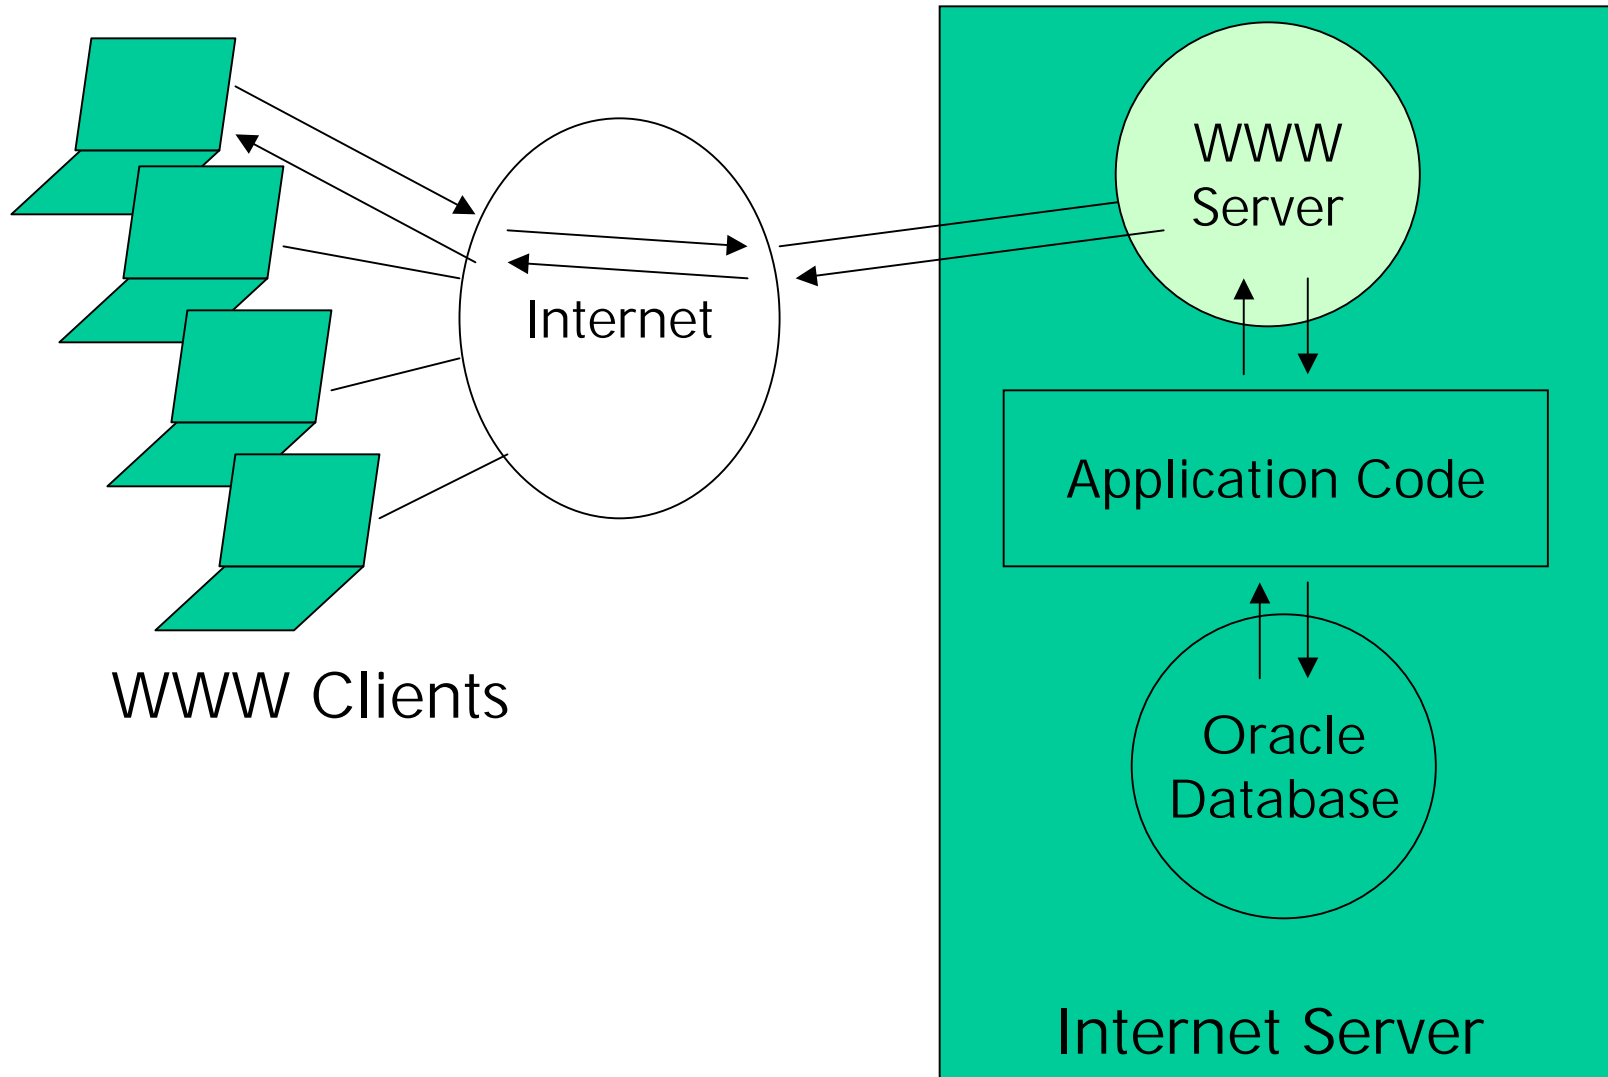 WWW
Server
Internet
Application Code
WWW Clients
Oracle
Database
Internet Server